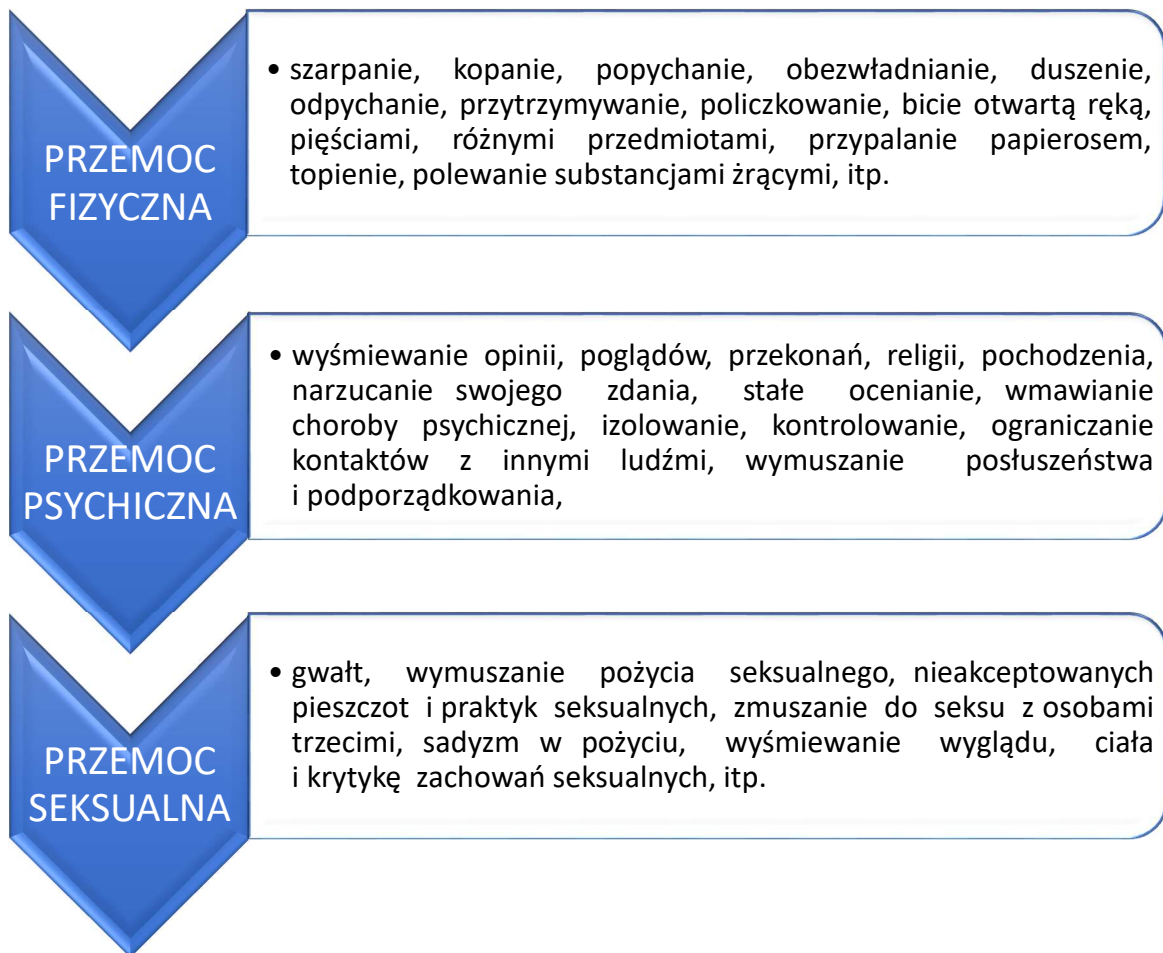 PRZEMOC
FIZYCZNA
• szarpanie, kopanie, popychanie, obezwładnianie, duszenie,
odpychanie, przytrzymywanie, policzkowanie, bicie otwartą ręką,
pięściami, różnymi przedmiotami, przypalanie papierosem,
topienie, polewanie substancjami żrącymi, itp.
PRZEMOC
PSYCHICZNA
• wyśmiewanie opinii, poglądów, przekonań, religii, pochodzenia,
narzucanie swojego zdania, stałe ocenianie, wmawianie
choroby psychicznej, izolowanie, kontrolowanie, ograniczanie
kontaktów z innymi ludźmi, wymuszanie posłuszeństwa
i podporządkowania,
PRZEMOC
SEKSUALNA
• gwałt, wymuszanie pożycia seksualnego, nieakceptowanych
pieszczot i praktyk seksualnych, zmuszanie do seksu z osobami
trzecimi, sadyzm w pożyciu, wyśmiewanie wyglądu, ciała
i krytykę zachowań seksualnych, itp.